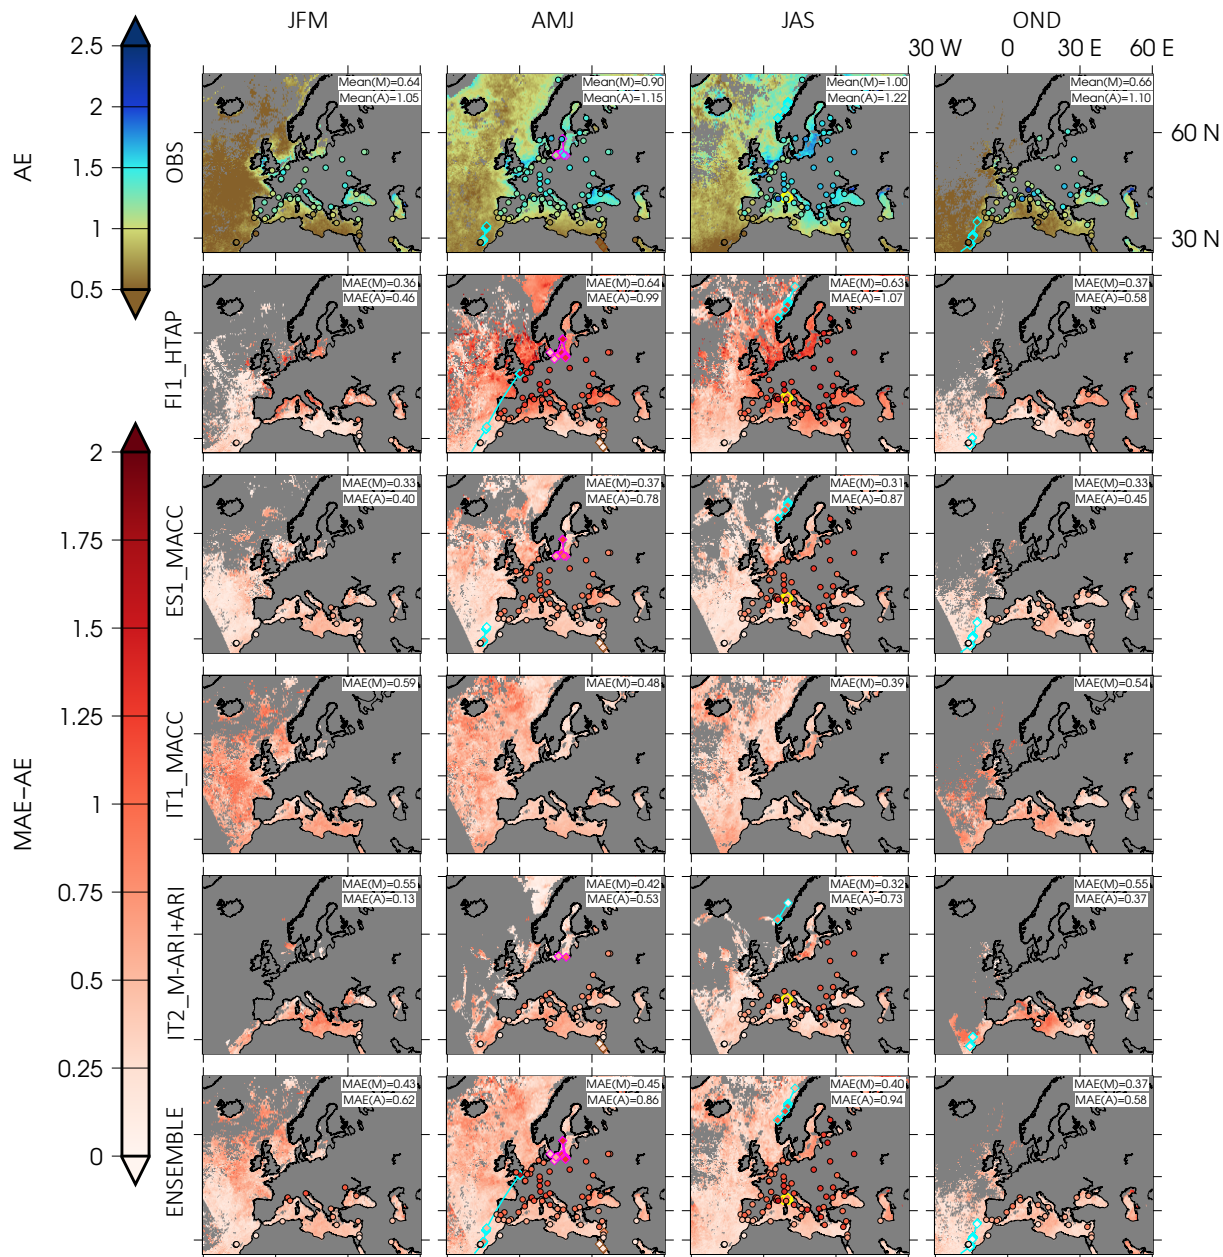 JFM AMJ JAS OND
30 W 0 30 E 60 E
60 N
30 N
AE
2.5
2
1.5
1
0.5
MAE–AE
2
1.75
1.5
1.25
1
0.75
0.5
0.25
0
OBS
Mean(M)=0.64
Mean(A)=1.05
Mean(M)=0.90
Mean(A)=1.15
Mean(M)=1.00
Mean(A)=1.22
Mean(M)=0.66
Mean(A)=1.10
FI1_HTAP
MAE(M)=0.36
MAE(A)=0.46
MAE(M)=0.64
MAE(A)=0.99
MAE(M)=0.63
MAE(A)=1.07
MAE(M)=0.37
MAE(A)=0.58
ES1_MACC
MAE(M)=0.33
MAE(A)=0.40
MAE(M)=0.37
MAE(A)=0.78
MAE(M)=0.31
MAE(A)=0.87
MAE(M)=0.33
MAE(A)=0.45
IT1_MACC
MAE(M)=0.59
MAE(M)=0.48
MAE(M)=0.39
MAE(M)=0.54
IT2_M-ARI+ARI
MAE(M)=0.55
MAE(A)=0.13
MAE(M)=0.42
MAE(A)=0.53
MAE(M)=0.32
MAE(A)=0.73
MAE(M)=0.55
MAE(A)=0.37
ENSEMBLE
MAE(M)=0.43
MAE(A)=0.62
MAE(M)=0.45
MAE(A)=0.86
MAE(M)=0.40
MAE(A)=0.94
MAE(M)=0.37
MAE(A)=0.58